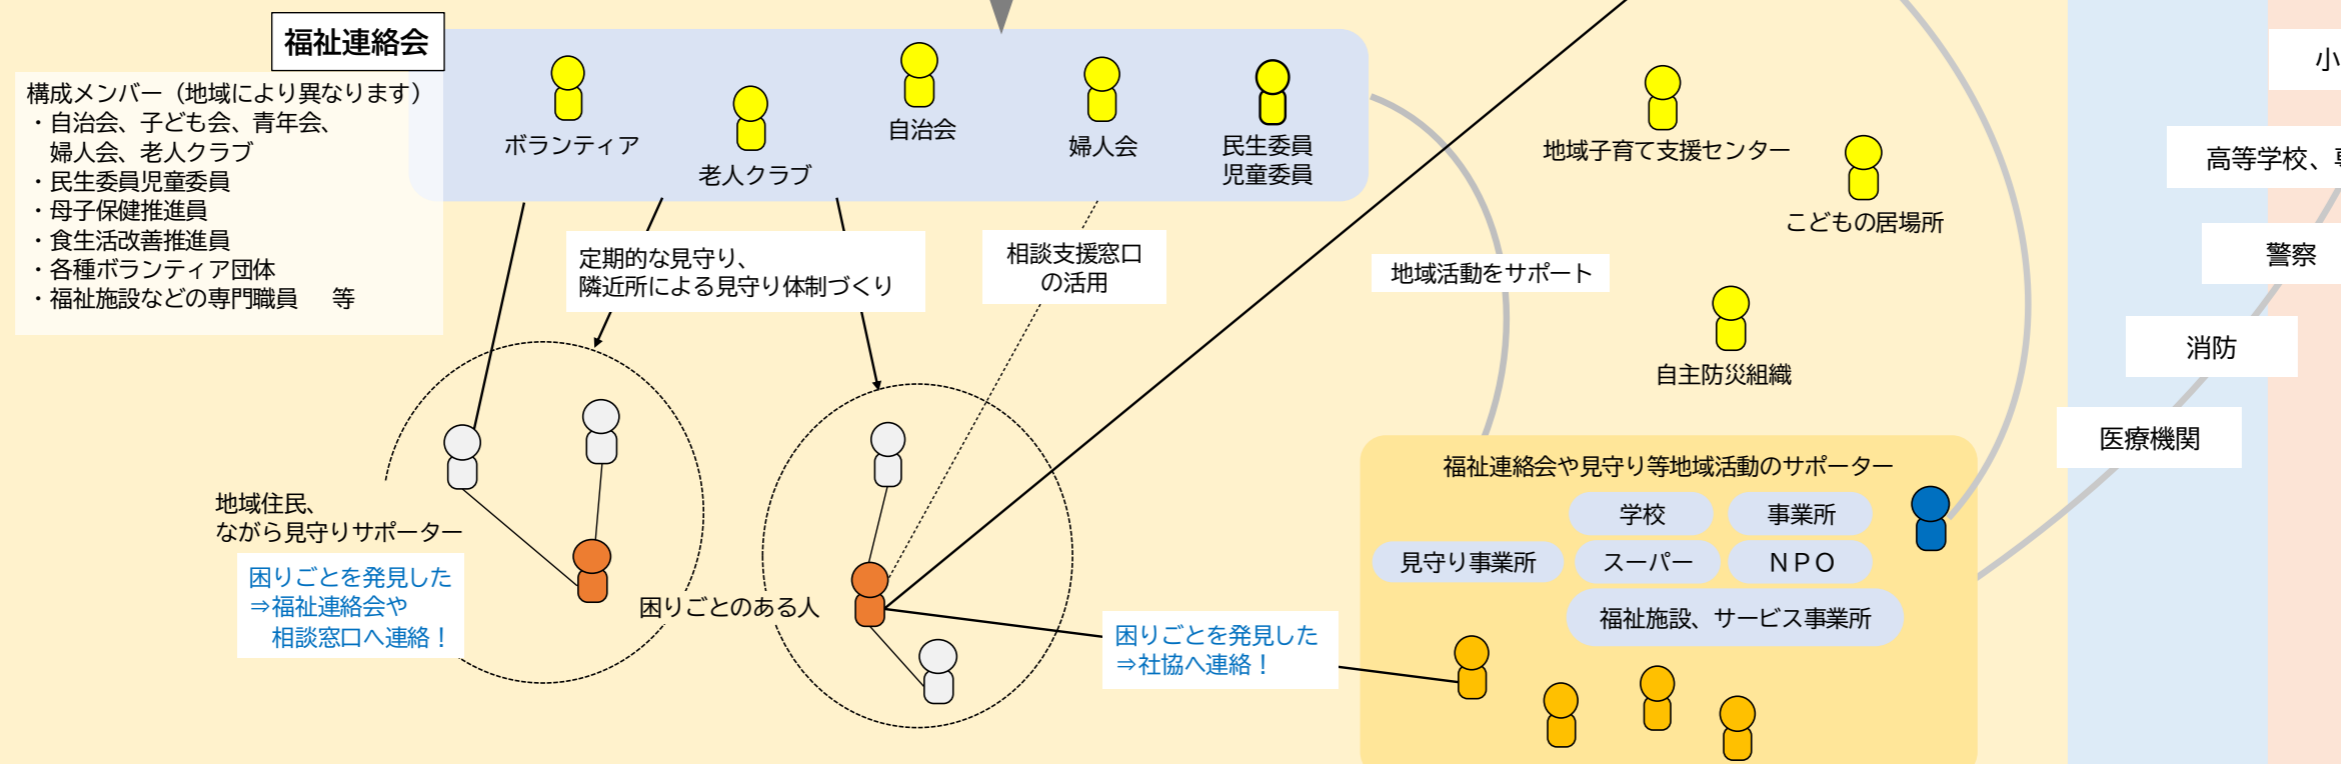 福祉連絡会
構成メンバー（地域により異なります）
・自治会、子ども会、青年会、
婦人会、老人クラブ
・民生委員児童委員
・母子保健推進員
・食生活改善推進員
・各種ボランティア団体
・福祉施設などの専門職員　等
ボランティア
老人クラブ
自治会
婦人会
民生委員
児童委員
定期的な見守り、
隣近所による見守り体制づくり
相談支援窓口
の活用
地域活動をサポート
地域子育て支援センター
こどもの居場所
自主防災組織
小
高等学校、
警察
消防
医療機関
地域住民、
ながら見守りサポーター
困りごとを発見した
⇒福祉連絡会や
相談窓口へ連絡！
困りごとのある人
困りごとを発見した
⇒社協へ連絡！
福祉連絡会や見守り等地域活動のサポーター
学校
事業所
見守り事業所
スーパー
ＮＰＯ
福祉施設、サービス事業所